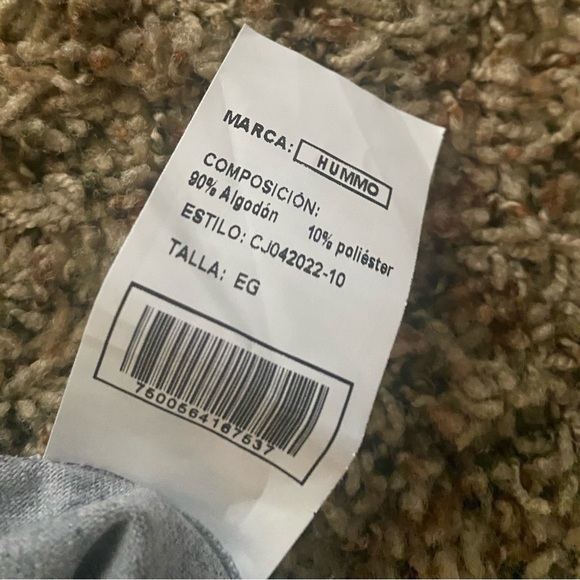 MARCA: HUMMO
COMPOSICIÓN:
90% Algodón 10% poliéster
ESTILO: CJ042022-10
TALLA: EG
7500564167537